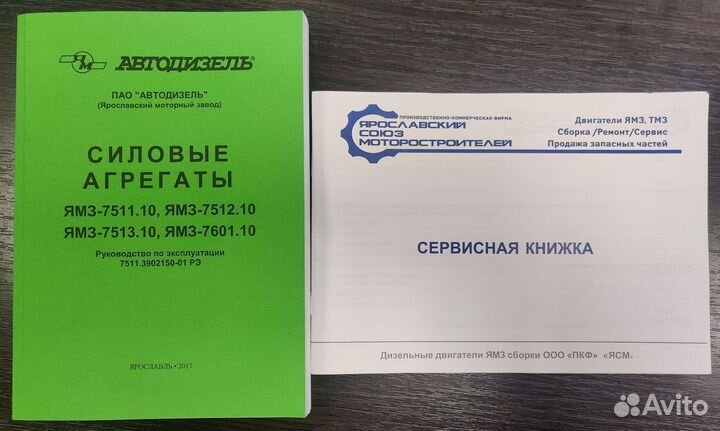 ЯМ АВТОДИЗЕЛЬ®
ПАО "АВТОДИЗЕЛЬ"
(Ярославский моторный завод)
СИЛОВЫЕ
АГРЕГАТЫ
ЯМЗ-7511.10, ЯМЗ-7512.10
ЯМЗ-7513.10, ЯМЗ-7601.10
Руководство по эксплуатации
7511.3902150-01 РЭ
ЯРОСЛАВЛЬ • 2017
ПРОИЗВОДСТВЕННО-КОММЕРЧЕСКАЯ ФИРМА
ЯРОСЛАВСКИЙ
СОЮЗ
МОТОРОСТРОИТЕЛЕЙ
Двигатели ЯМЗ, ТМЗ
Сборка /Ремонт/Сервис
Продажа запасных частей
СЕРВИСНАЯ КНИЖКА
Дизельные двигатели ЯМЗ сборки ООО «ПКФ» «ЯСМ»
Avito